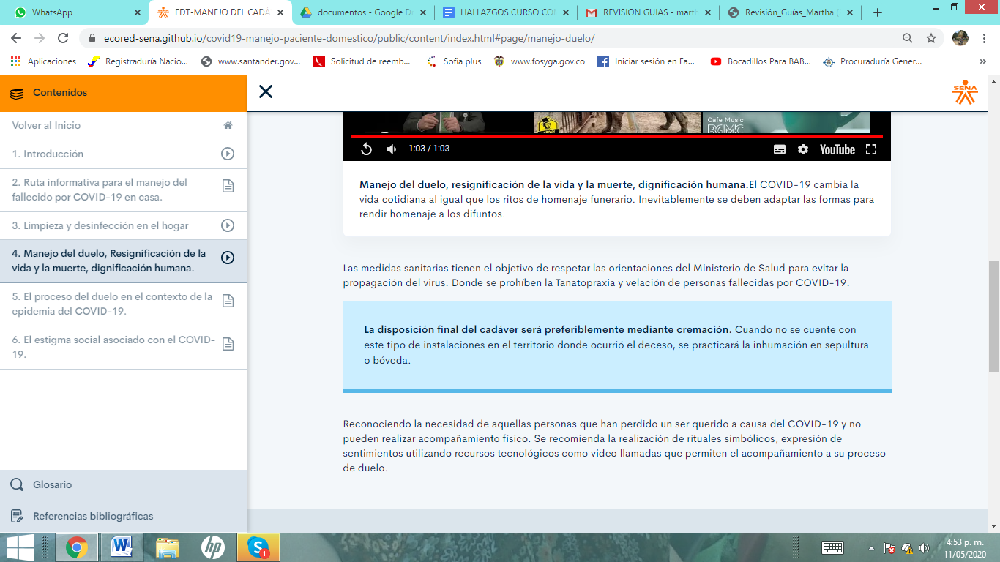 WhatsApp
EDT-MANEJO DEL CADÁ
documentos - Google D
HALLAZGOS CURSO CO
REVISION GUIAS - mart
Revisión_Guías_Martha (
ecored-sena.github.io/covid19-manejo-paciente-domestico/public/content/index.html#page/manejo-duelo/
Aplicaciones
Registraduría Nacio...
www.santander.gov...
Solicitud de reemb...
Sofia plus
www.fosyga.gov.co
Iniciar sesión en Fa...
Bocadillos Para BAB...
Procuraduría Gener...
»
Contenidos
SENA
Volver al Inicio
1. Introducción
2. Ruta informativa para el manejo del
fallecido por COVID-19 en casa.
3. Limpieza y desinfección en el hogar
4. Manejo del duelo, Resignificación de la
vida y la muerte, dignificación humana.
5. El proceso del duelo en el contexto de la
epidemia del COVID-19.
6. El estigma social asociado con el COVID-
19.
Glosario
Referencias bibliográficas
Cafe Music
BGMC
1:03 / 1:03
YouTube
Manejo del duelo, resignificación de la vida y la muerte, dignificación humana.El COVID-19 cambia la
vida cotidiana al igual que los ritos de homenaje funerario. Inevitablemente se deben adaptar las formas para
rendir homenaje a los difuntos.
Las medidas sanitarias tienen el objetivo de respetar las orientaciones del Ministerio de Salud para evitar la
propagación del virus. Donde se prohíben la Tanatopraxia y velación de personas fallecidas por COVID-19.
La disposición final del cadáver será preferiblemente mediante cremación. Cuando no se cuente con
este tipo de instalaciones en el territorio donde ocurrió el deceso, se practicará la inhumación en sepultura
o bóveda.
Reconociendo la necesidad de aquellas personas que han perdido un ser querido a causa del COVID-19 y no
pueden realizar acompañamiento físico. Se recomienda la realización de rituales simbólicos, expresión de
sentimientos utilizando recursos tecnológicos como video llamadas que permiten el acompañamiento a su proceso
de duelo.
hp
1
4:53 p. m.
11/05/2020